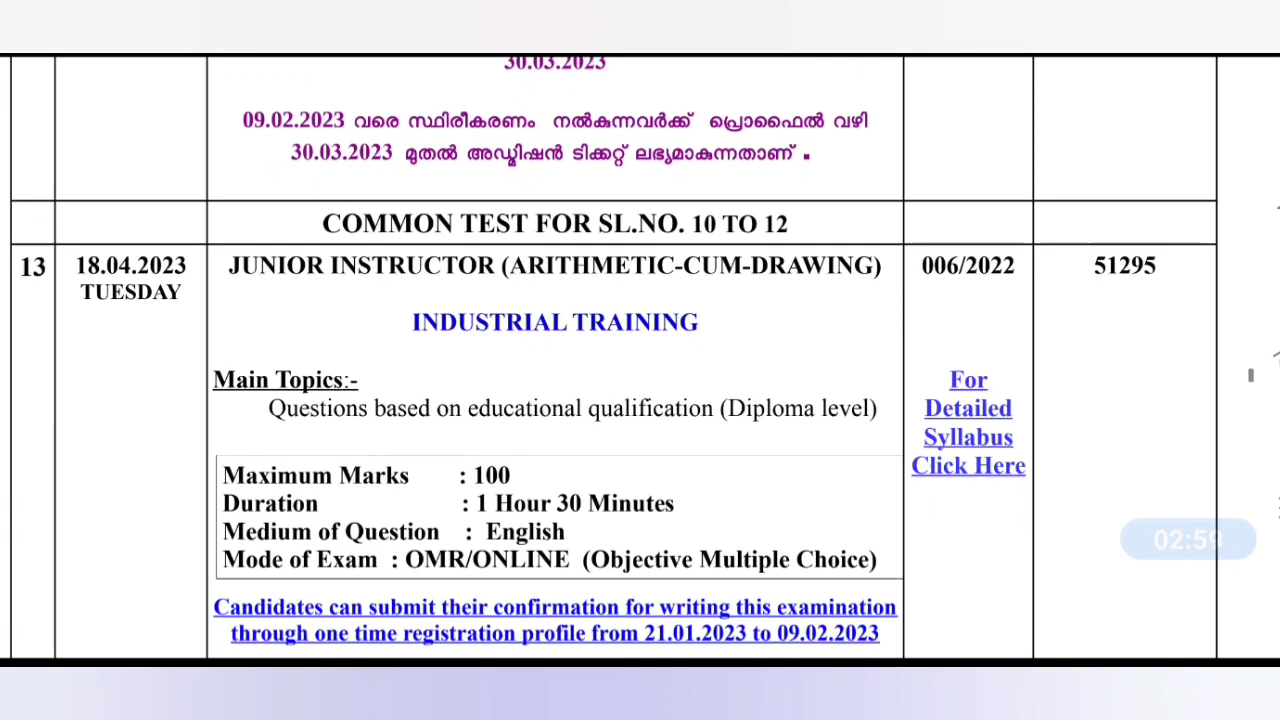 30.03.2023
09.02.2023 വരെ സ്ഥിരീകരണം നൽകുന്നവർക്ക് പ്രൊഫൈൽ വഴി
30.03.2023 മുതൽ അഡ്മിഷൻ ടിക്കറ്റ് ലഭ്യമാകുന്നതാണ് .
COMMON TEST FOR SL.NO. 10 TO 12
13 18.04.2023 JUNIOR INSTRUCTOR (ARITHMETIC-CUM-DRAWING) 006/2022 51295
TUESDAY
INDUSTRIAL TRAINING
Main Topics:-
Questions based on educational qualification (Diploma level)
For
Detailed
Syllabus
Click Here
Maximum Marks : 100
Duration : 1 Hour 30 Minutes
Medium of Question : English
Mode of Exam : OMR/ONLINE (Objective Multiple Choice)
02:59
Candidates can submit their confirmation for writing this examination
through one time registration profile from 21.01.2023 to 09.02.2023